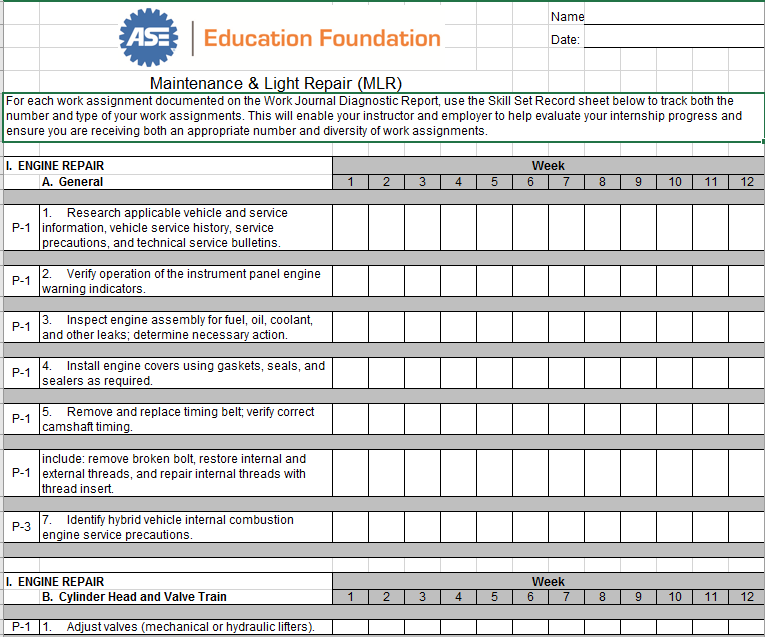 Name
ASE Education Foundation
Date:
Maintenance & Light Repair (MLR)
For each work assignment documented on the Work Journal Diagnostic Report, use the Skill Set Record sheet below to track both the
number and type of your work assignments. This will enable your instructor and employer to help evaluate your internship progress and
ensure you are receiving both an appropriate number and diversity of work assignments.
I. ENGINE REPAIR Week
A. General 1 2 3 4 5 6 7 8 9 10 11 12
1. Research applicable vehicle and service
P-1 information, vehicle service history, service
precautions, and technical service bulletins.
P-1 2. Verify operation of the instrument panel engine
warning indicators.
P-1 3. Inspect engine assembly for fuel, oil, coolant,
and other leaks; determine necessary action.
P-1 4. Install engine covers using gaskets, seals, and
sealers as required.
P-1 5. Remove and replace timing belt; verify correct
camshaft timing.
include: remove broken bolt, restore internal and
P-1 external threads, and repair internal threads with
thread insert.
P-3 7. Identify hybrid vehicle internal combustion
engine service precautions.
I. ENGINE REPAIR Week
B. Cylinder Head and Valve Train 1 2 3 4 5 6 7 8 9 10 11 12
P-1 1. Adjust valves (mechanical or hydraulic lifters).